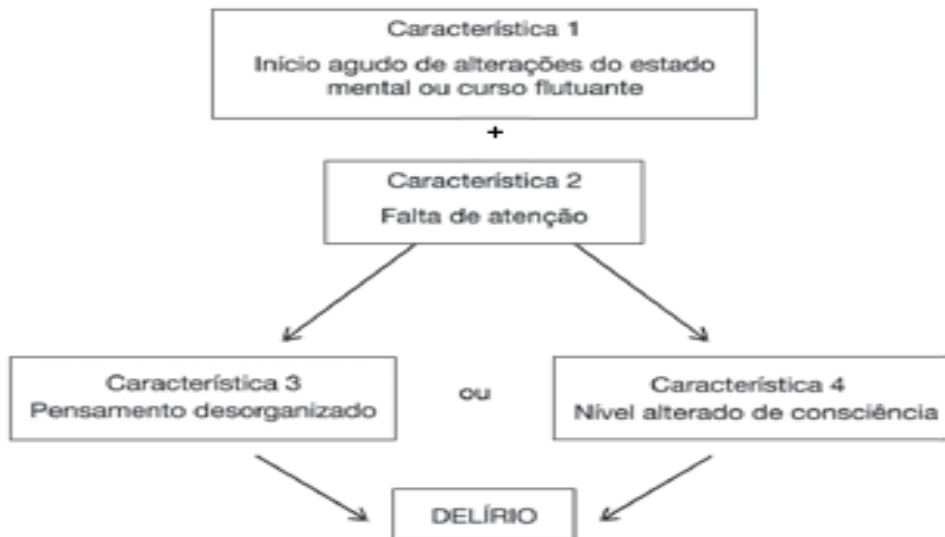 Característica 1
Início agudo de alterações do estado
mental ou curso flutuante
+
Característica 2
Falta de atenção
Característica 3
Pensamento desorganizado
ou
Característica 4
Nível alterado de consciência
DELÍRIO